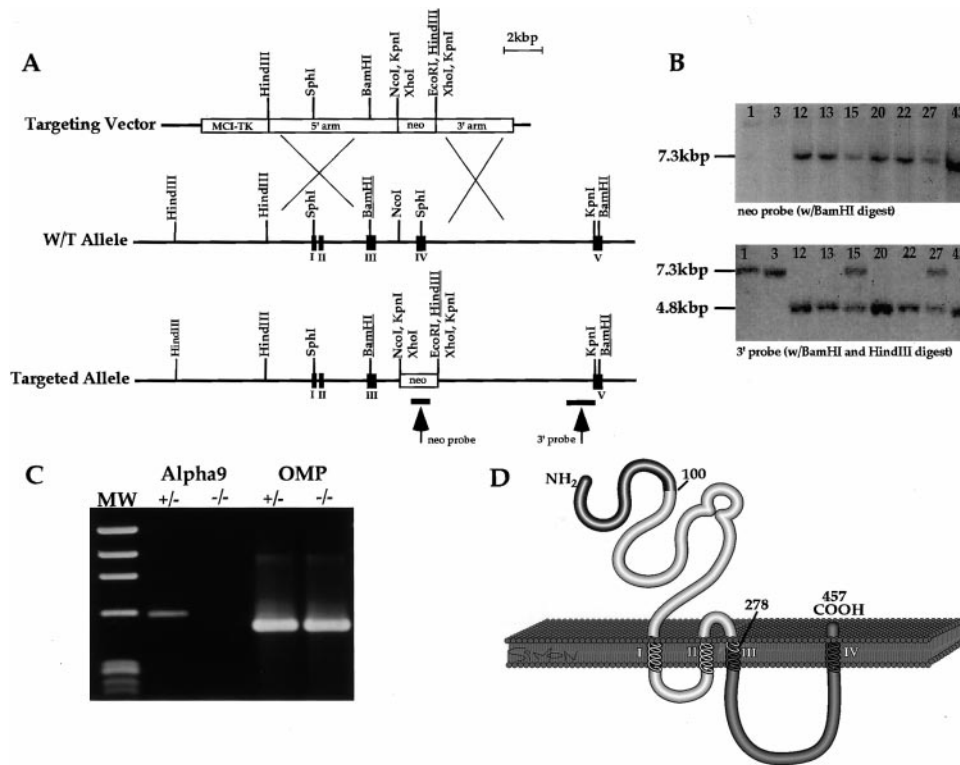 A
2kbp
HindIII
SphI
BamHI
NcoI, KpnI
XhoI
EcoRI, HindIII
XhoI, KpnI
Targeting Vector
MCI-TK
5' arm
neo
3' arm
HindIII
HindIII
SphI
BamHI
NcoI
SphI
KpnI
BamHI
W/T Allele
I
II
III
IV
V
HindIII
HindIII
SphI
BamHI
NcoI, KpnI
XhoI
EcoRI, HindIII
XhoI, KpnI
KpnI
BamHI
Targeted Allele
neo
I
II
III
V
neo probe
3' probe
B
1 3 12 13 15 20 22 27
7.3kbp
neo probe (w/BamHI digest)
1 3 12 13 15 20 22 27
7.3kbp
4.8kbp
3' probe (w/BamHI and HindIII digest)
C
Alpha9 OMP
MW +/- -/- +/- -/-
D
NH2
100
278
457
COOH
I II III IV